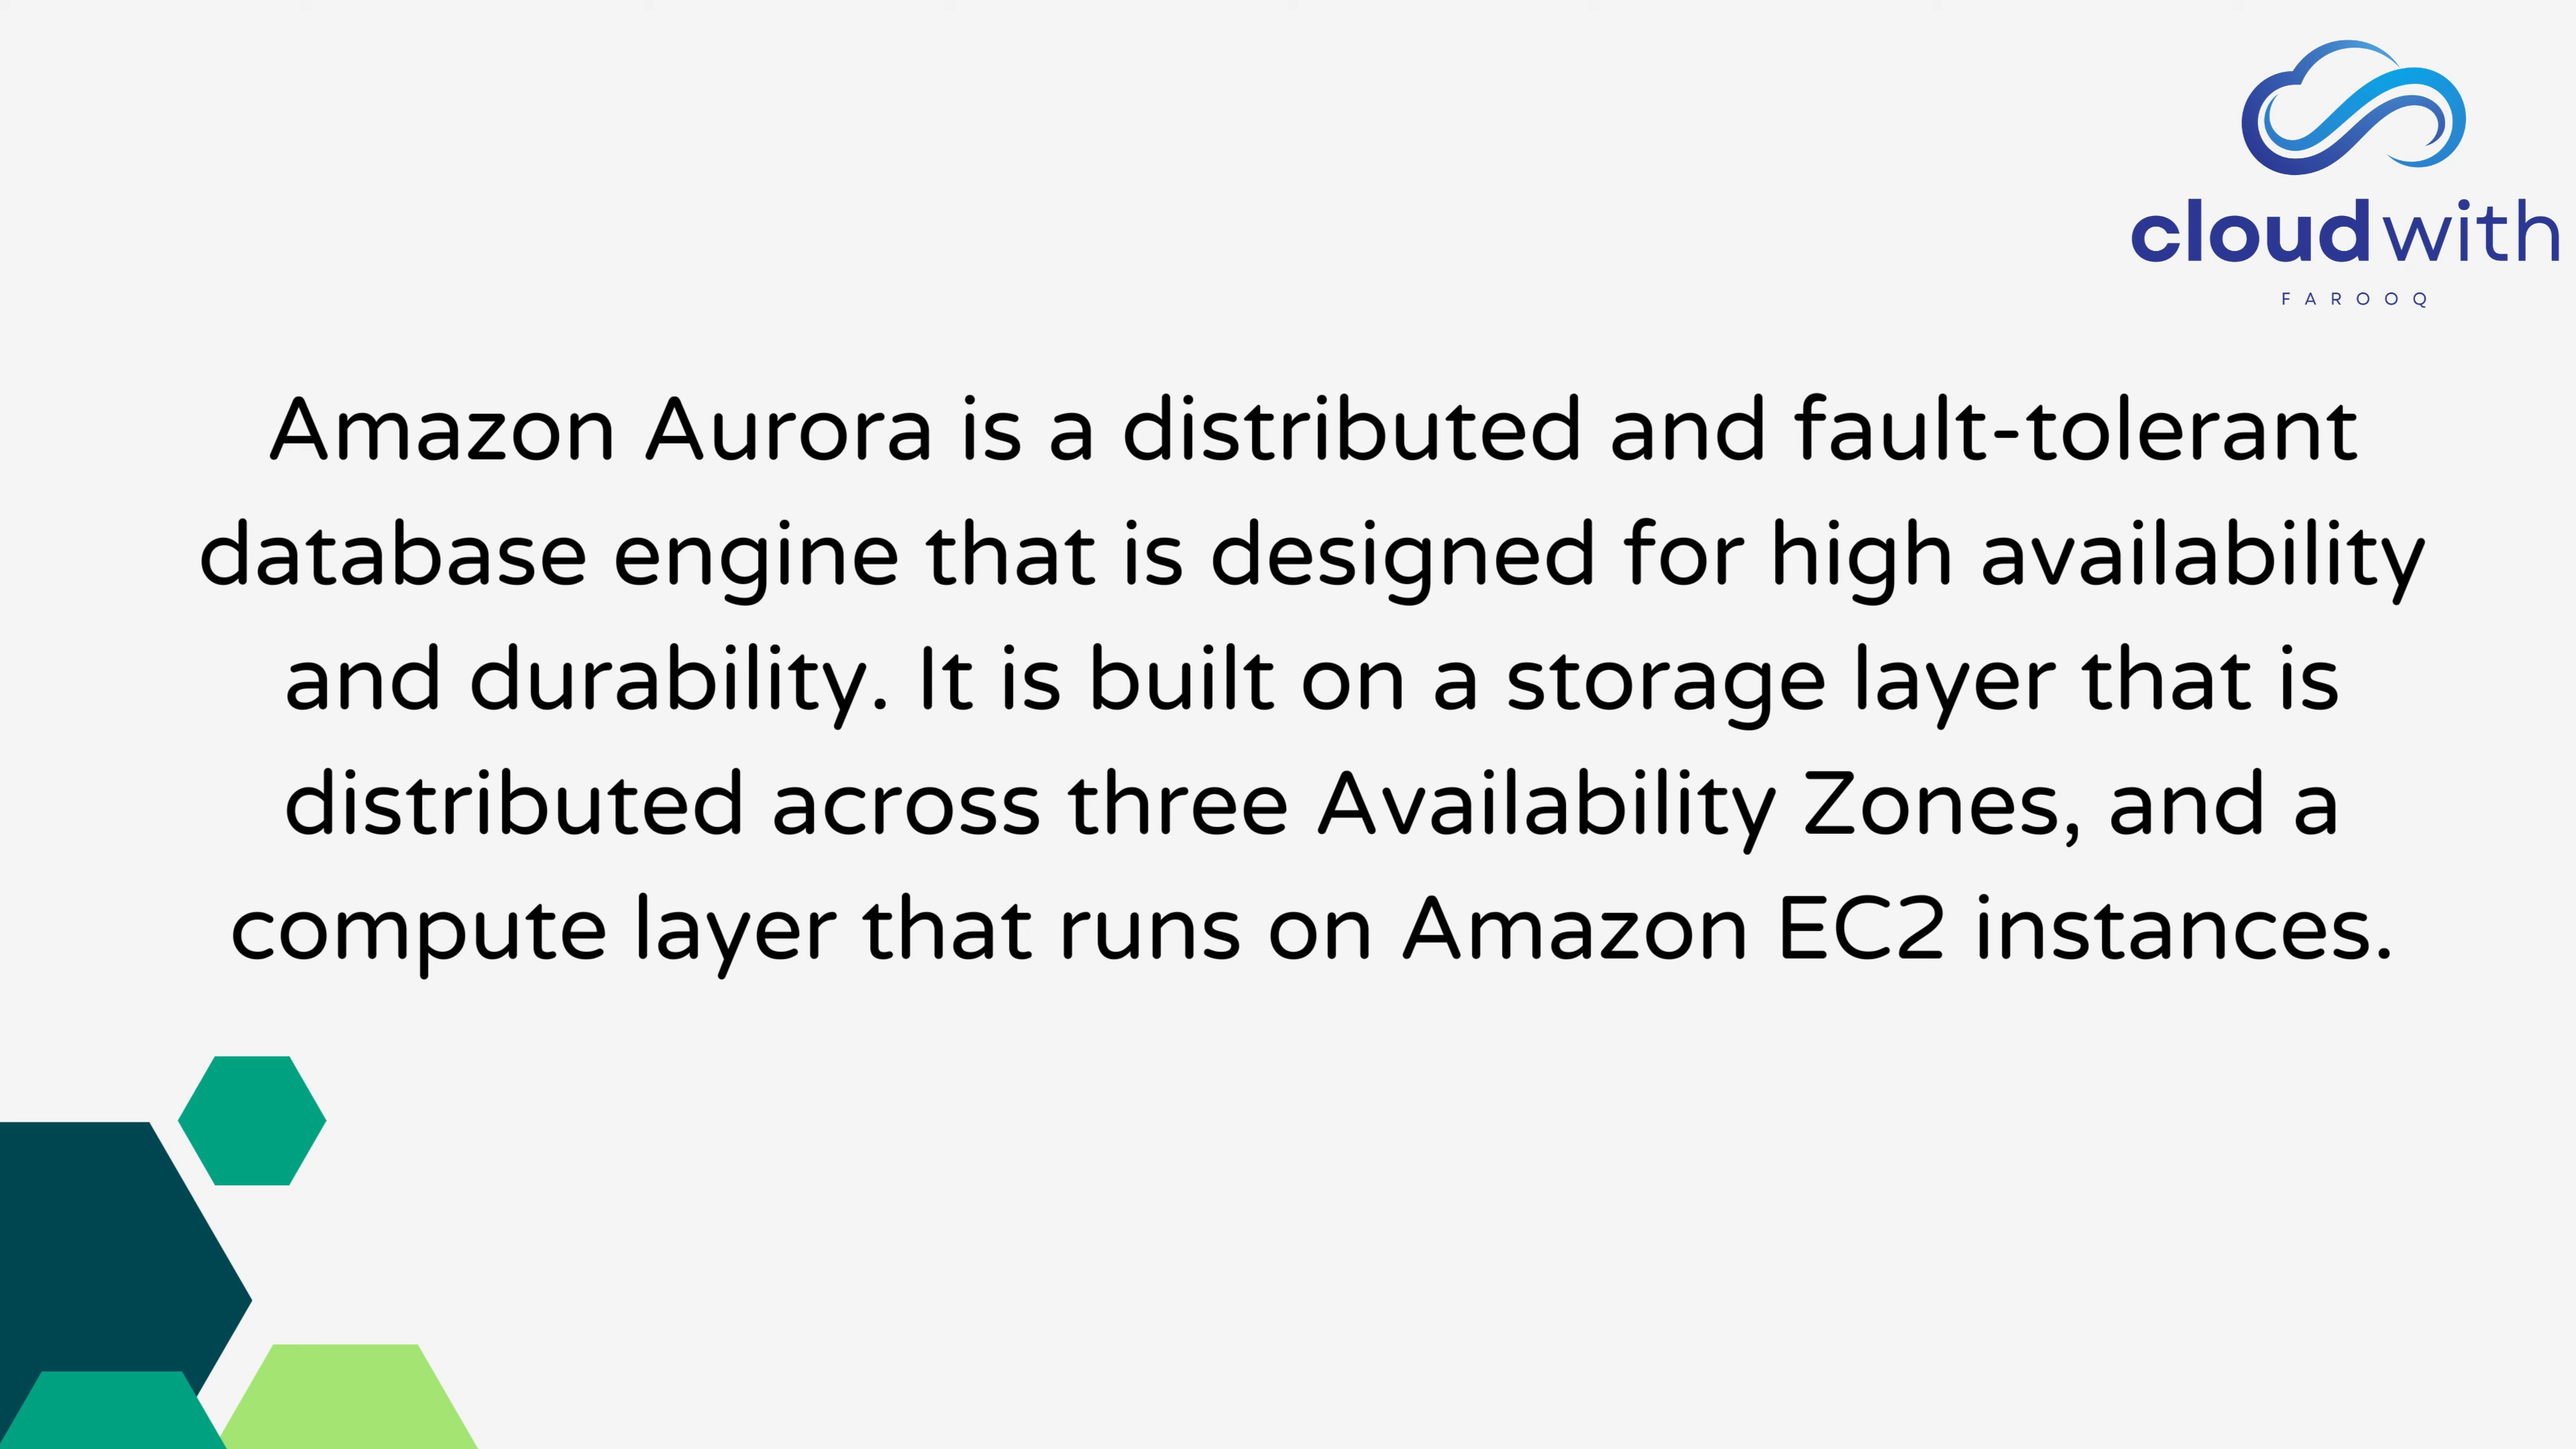 cloudwith
FAROOQ
Amazon Aurora is a distributed and fault-tolerant
database engine that is designed for high availability
and durability. It is built on a storage layer that is
distributed across three Availability Zones, and a
compute layer that runs on Amazon EC2 instances.